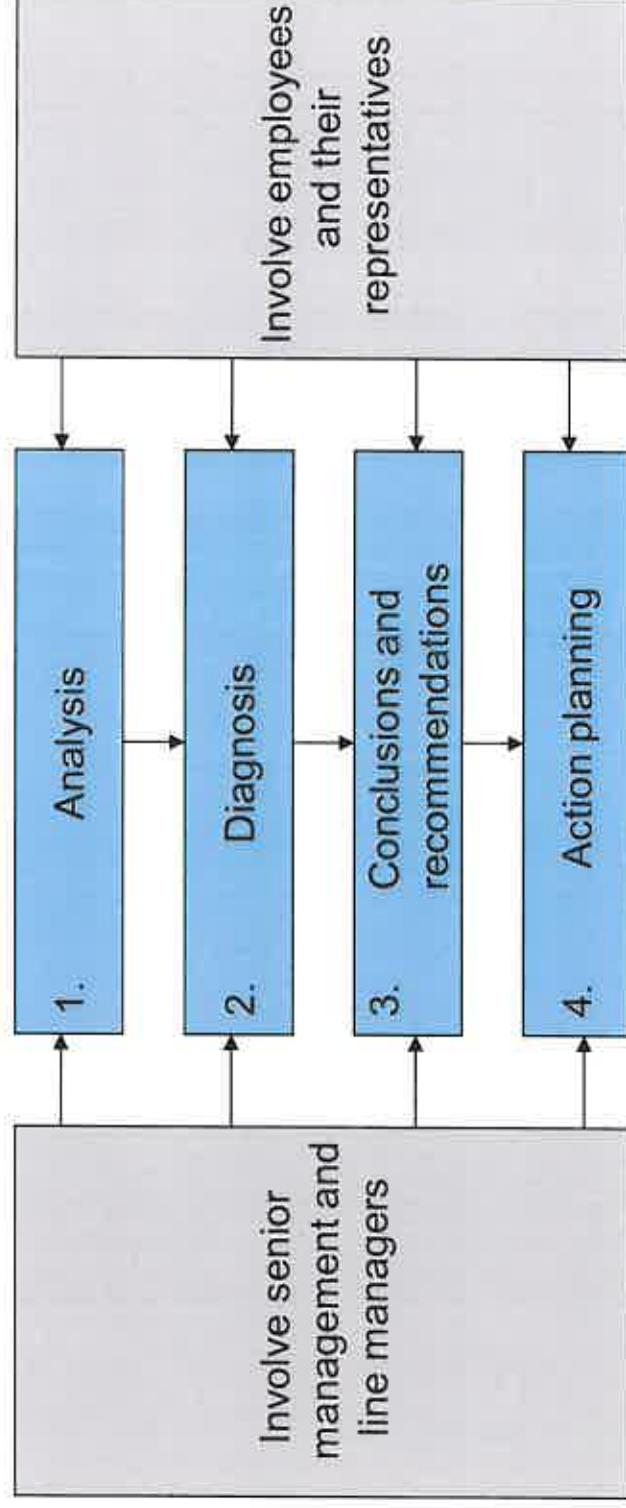 Involve senior
management and
line managers
1. Analysis
2. Diagnosis
3. Conclusions and
recommendations
4. Action planning
Involve employees
and their
representatives